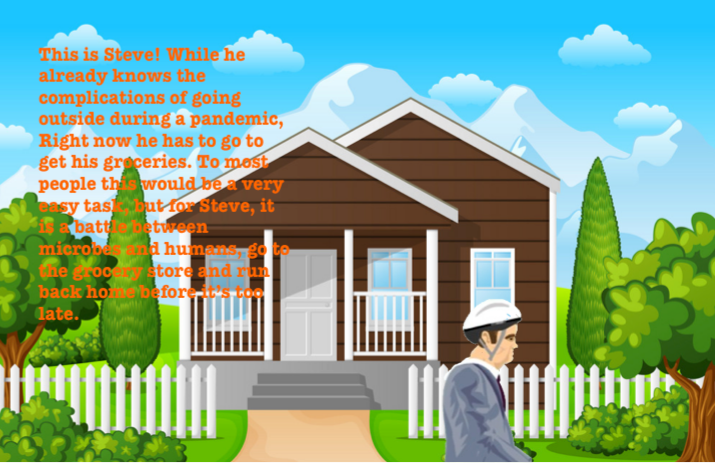 This is Steve! While he
already knows the
complications of going
outside during a pandemic,
Right now he has to go to
get his groceries. To most
people this would be a very
easy task, but for Steve, it
is a battle between
microbes and humans, go to
the grocery store and run
back home before it's too
late.